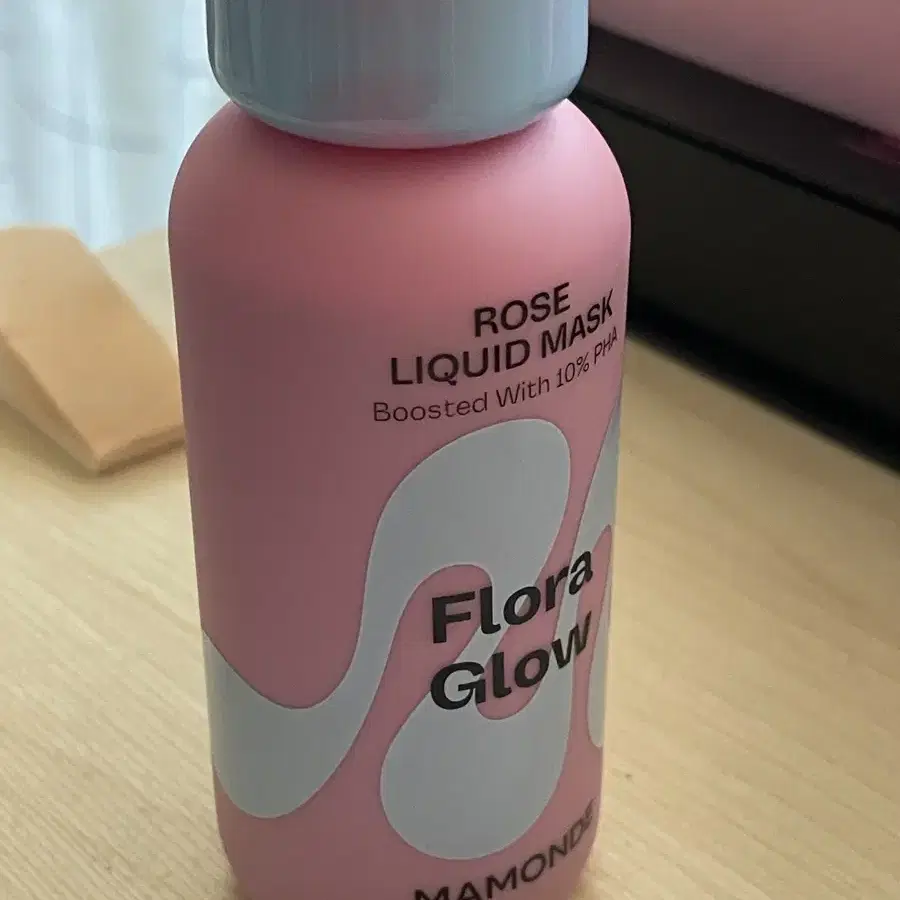 ROSE
LIQUID MASK
Boosted With 10% PHA
Flora
Glow
MAMONDE